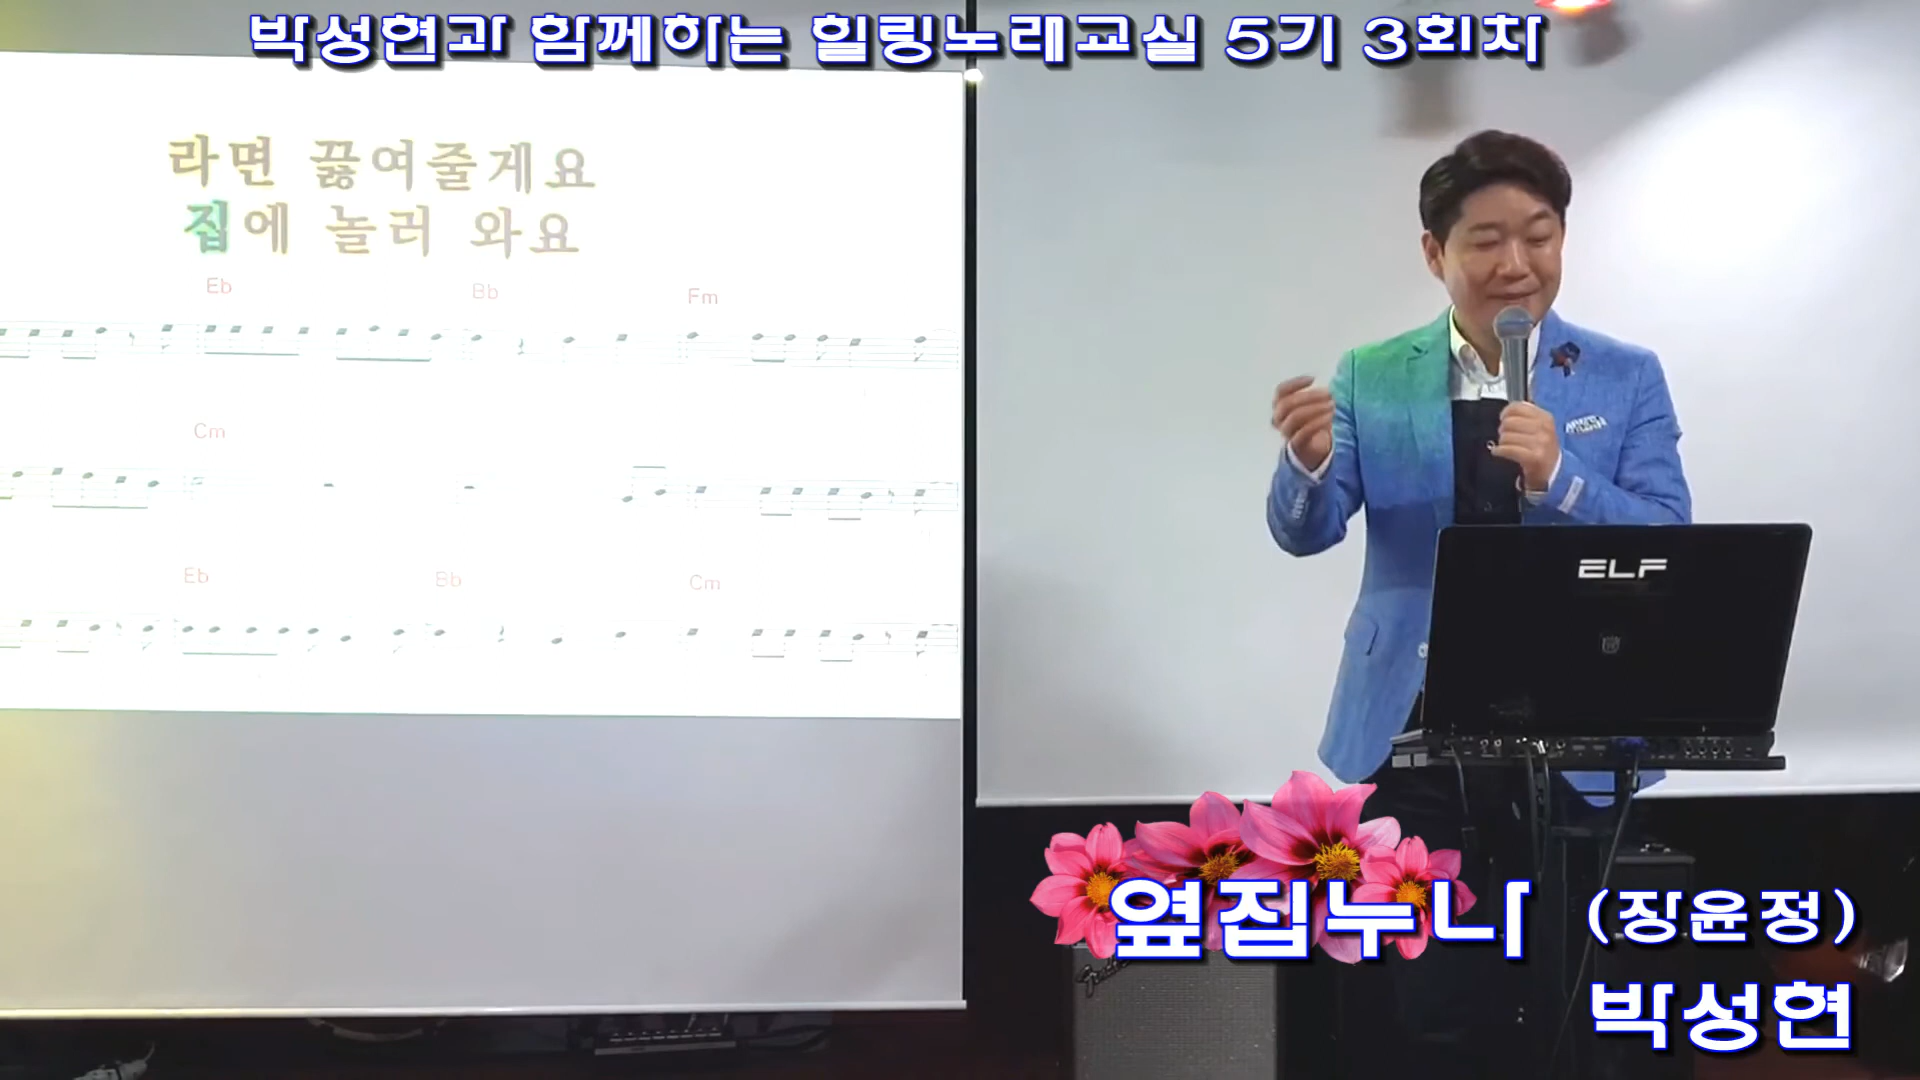 박성현과 함께하는 힐링노래교실 5기 3회차
라면 끓여줄게요
집에 놀러 와요
Eb Bb Fm
Cm
Eb Bb Cm
ELF
옆집누나 (장윤정)
박성현